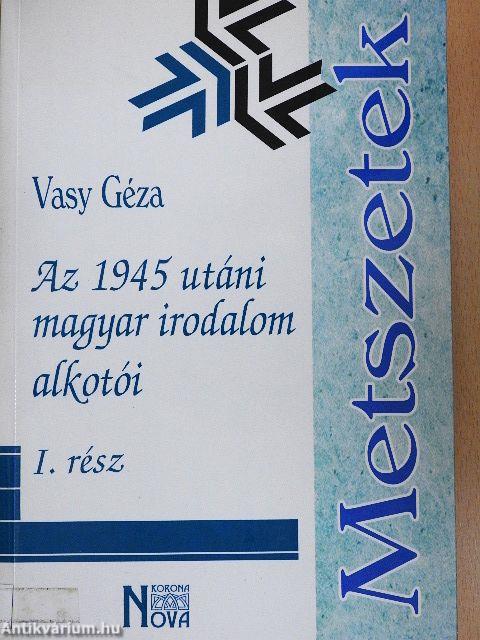 Vasy Géza
Az 1945 utáni
magyar irodalom
alkotói
I. rész
Metszetek
KORONA
NOVA
Antikvarium.hu